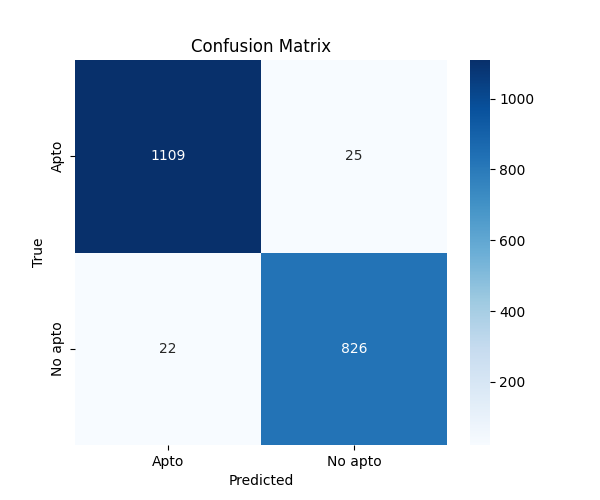 Confusion Matrix
Apto
No apto
True
1109
25
22
826
Apto
No apto
Predicted
1000
800
600
400
200